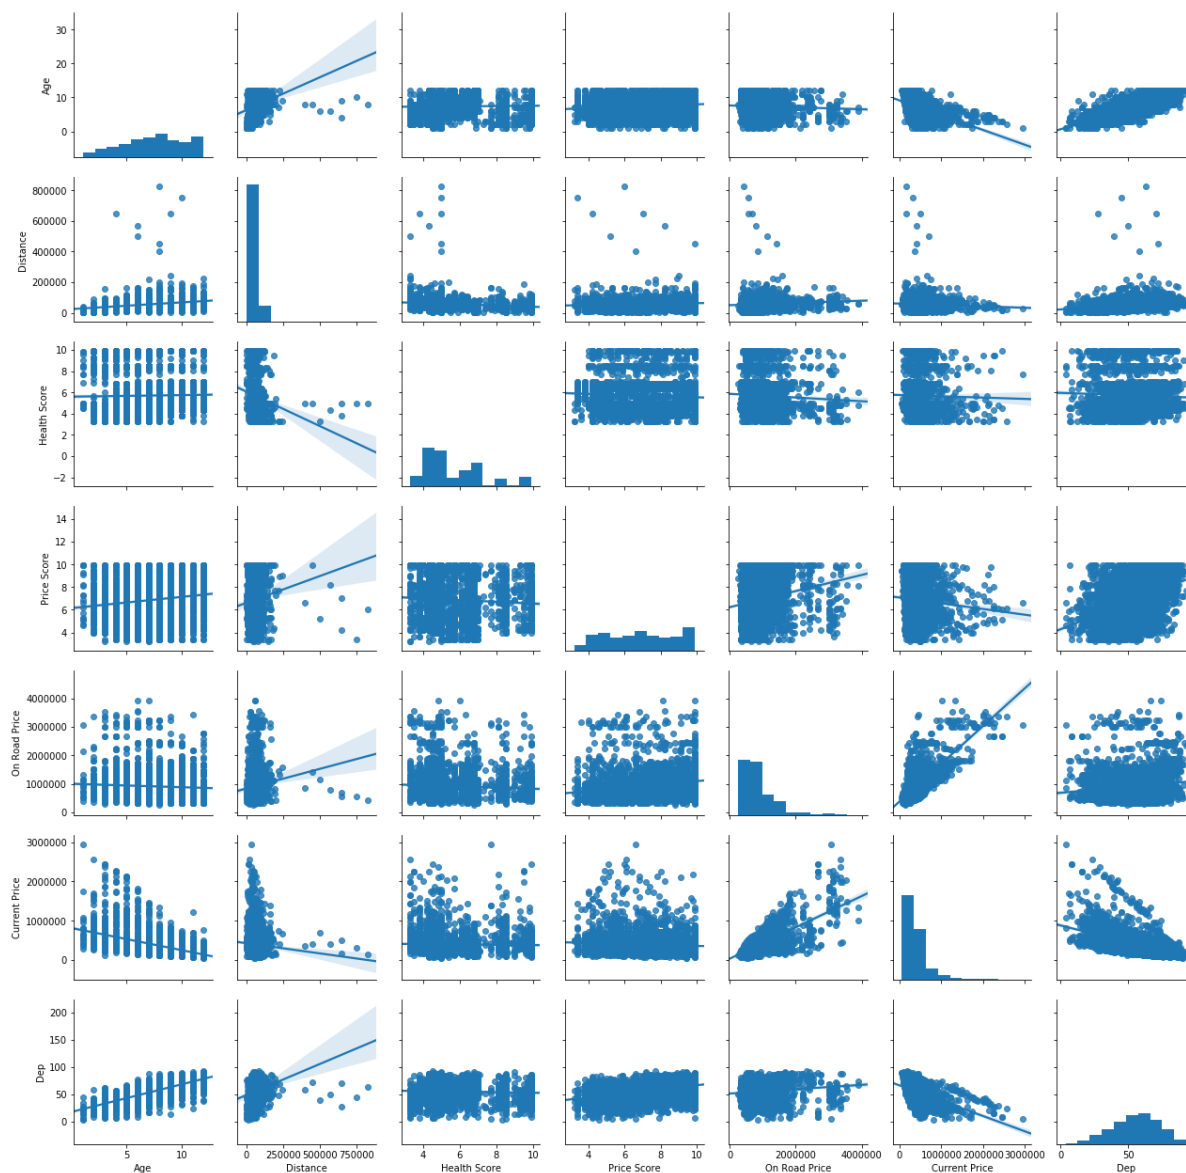 30
20
10
0
Age
800000
600000
400000
200000
0
Distance
10
8
6
4
2
0
−2
Health Score
14
12
10
8
6
4
Price Score
4000000
3000000
2000000
1000000
0
On Road Price
3000000
2000000
1000000
0
Current Price
200
150
100
50
0
Dep
5 10
0 250000 500000 750000
4 6 8 10
4 6 8 10
0 2000000 4000000
0 1000000 2000000 3000000
0 50
Age
Distance
Health Score
Price Score
On Road Price
Current Price
Dep